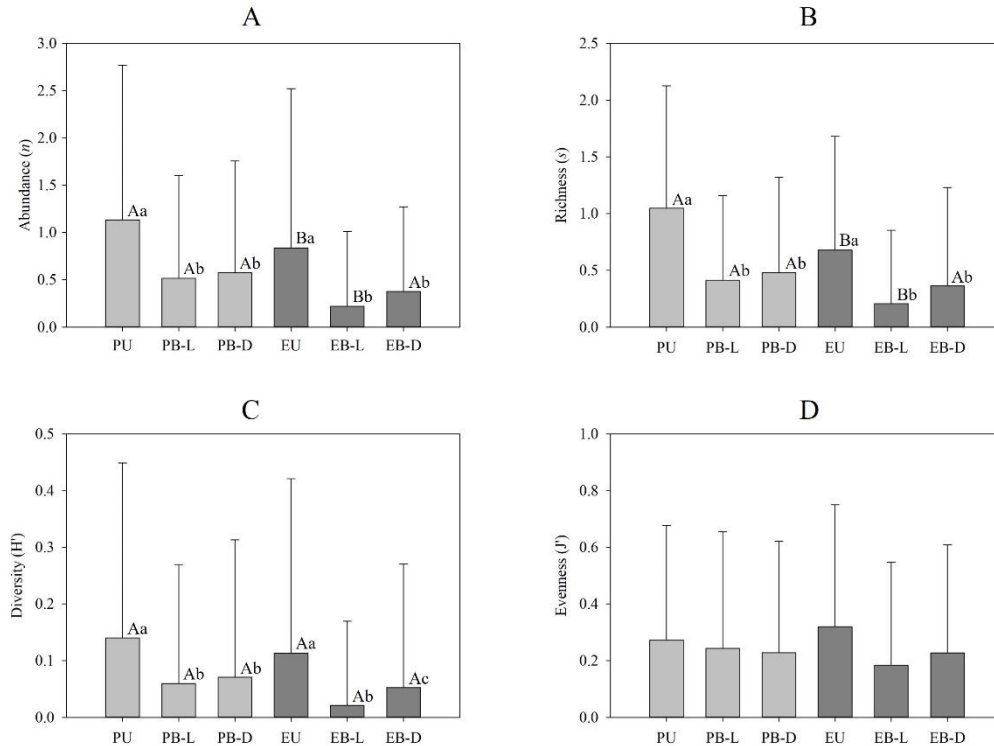 A
Abundance (n)
3.0
2.5
2.0
1.5
1.0
0.5
0.0
Aa
Ab
Ab
Ba
Bb
Ab
PU PB-L PB-D EU EB-L EB-D
B
Richness (s)
2.5
2.0
1.5
1.0
0.5
0.0
Aa
Ab
Ab
Ba
Bb
Ab
PU PB-L PB-D EU EB-L EB-D
C
Diversity (H')
0.5
0.4
0.3
0.2
0.1
0.0
Aa
Ab
Ab
Aa
Ab
Ac
PU PB-L PB-D EU EB-L EB-D
D
Evenness (J')
1.0
0.8
0.6
0.4
0.2
0.0
PU PB-L PB-D EU EB-L EB-D